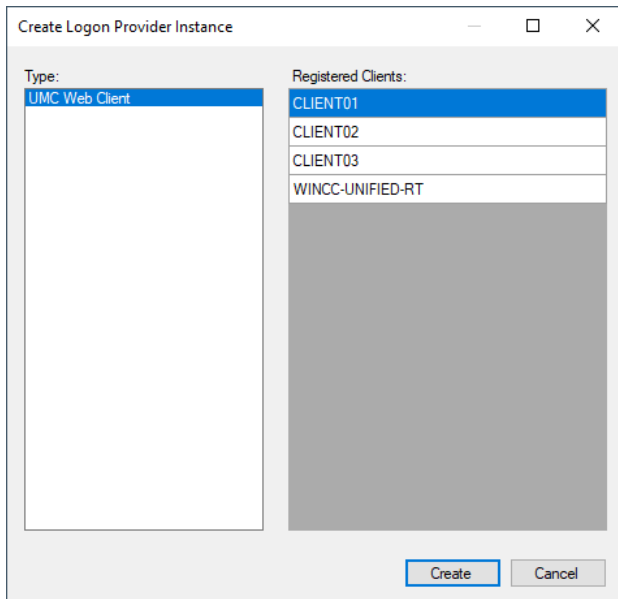 Create Logon Provider Instance
Type:
UMC Web Client
Registered Clients:
CLIENT01
CLIENT02
CLIENT03
WINCC-UNIFIED-RT
Create
Cancel